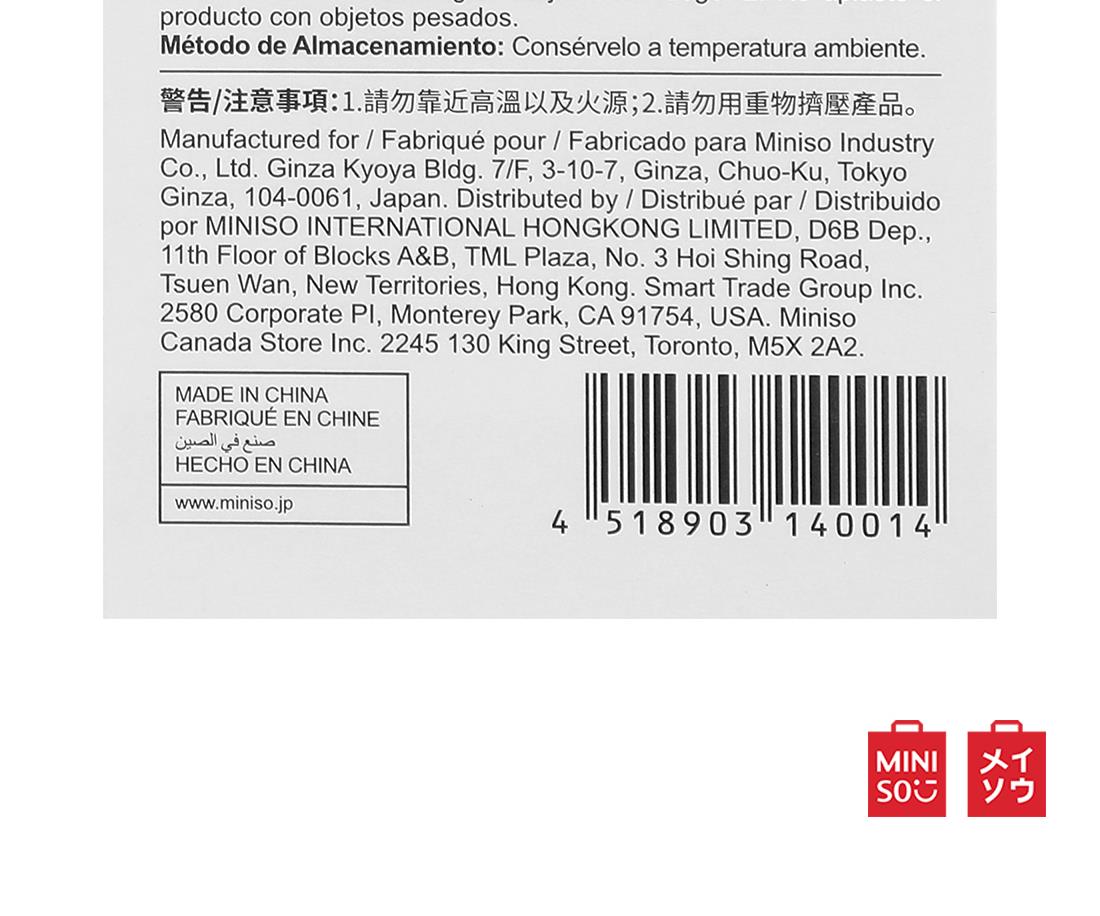 producto con objetos pesados.
Método de Almacenamiento: Consérvelo a temperatura ambiente.
警告/注意事項:1.請勿靠近高溫以及火源;2.請勿用重物擠壓產品。
Manufactured for / Fabriqué pour / Fabricado para Miniso Industry
Co., Ltd. Ginza Kyoya Bldg. 7/F, 3-10-7, Ginza, Chuo-Ku, Tokyo
Ginza, 104-0061, Japan. Distributed by / Distribué par / Distribuido
por MINISO INTERNATIONAL HONGKONG LIMITED, D6B Dep.,
11th Floor of Blocks A&B, TML Plaza, No. 3 Hoi Shing Road,
Tsuen Wan, New Territories, Hong Kong. Smart Trade Group Inc.
2580 Corporate Pl, Monterey Park, CA 91754, USA. Miniso
Canada Store Inc. 2245 130 King Street, Toronto, M5X 2A2.
MADE IN CHINA
FABRIQUÉ EN CHINE
صنع في الصين
HECHO EN CHINA
www.miniso.jp
4 518903 140014
MINI
SO
メイ
ソウ